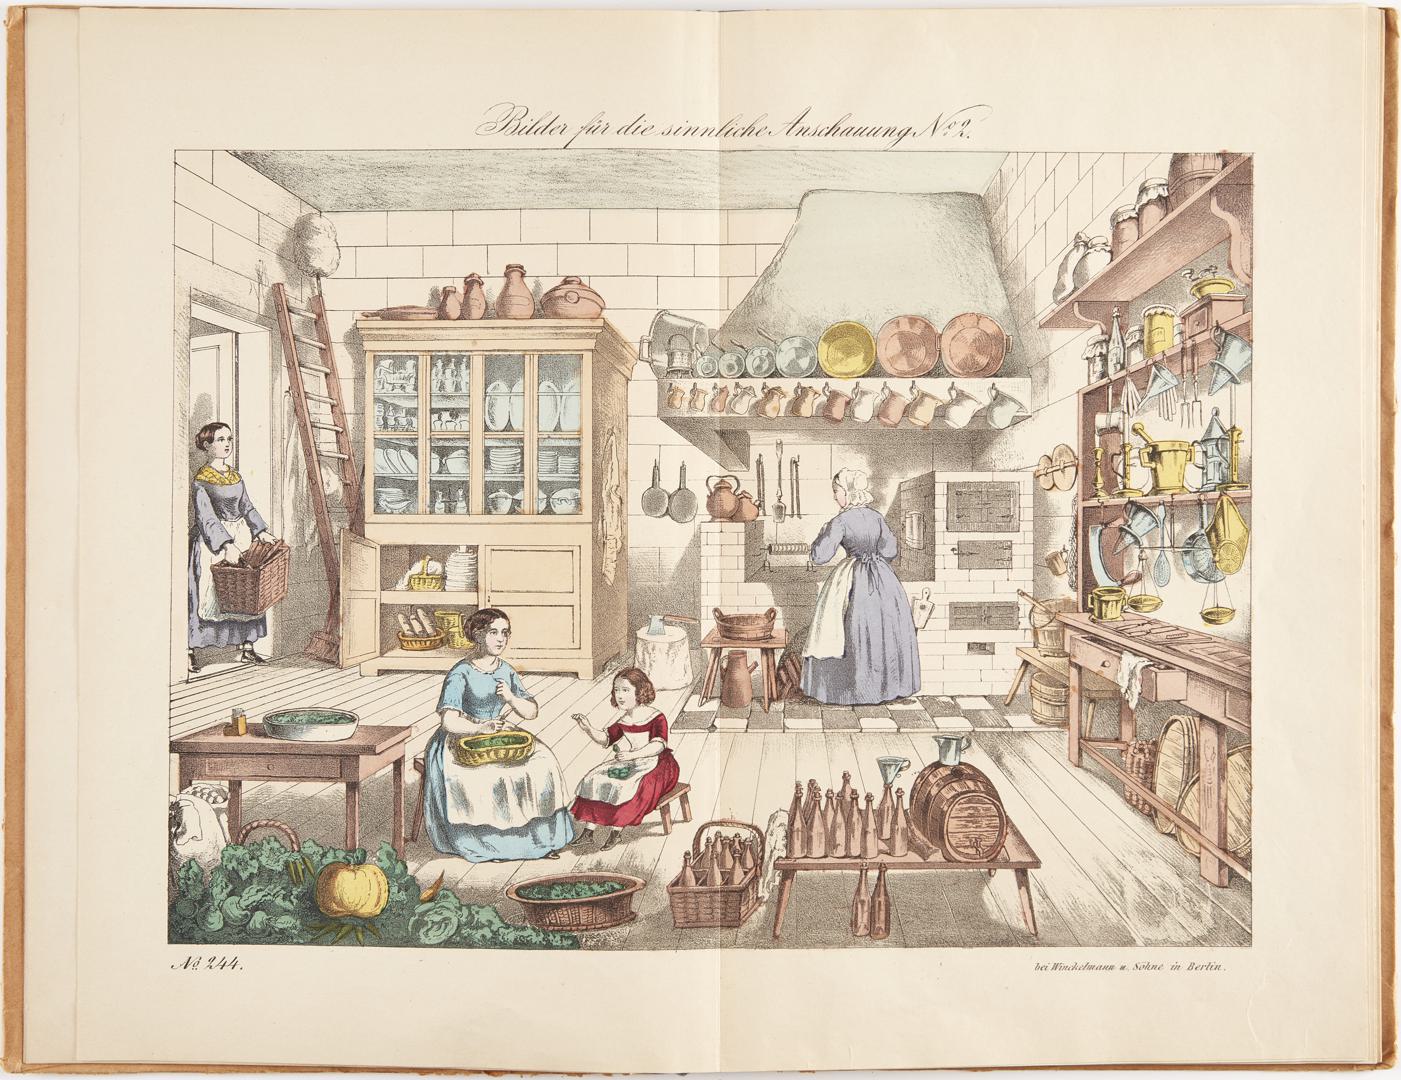 Bilder für die sinnliche Anschauung No 2.
No 244.
bei Winckelmann u. Söhne in Berlin.